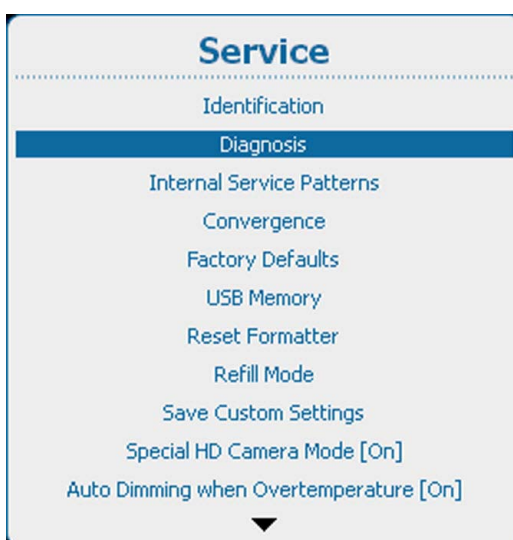 Service
Identification
Diagnosis
Internal Service Patterns
Convergence
Factory Defaults
USB Memory
Reset Formatter
Refill Mode
Save Custom Settings
Special HD Camera Mode [On]
Auto Dimming when Overtemperature [On]